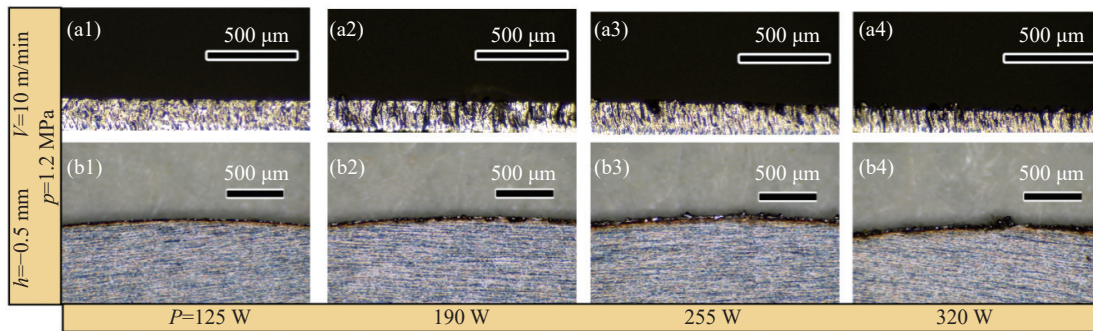 h=−0.5 mm V=10 m/min
p=1.2 MPa
(a1) 500 μm
(a2) 500 μm
(a3) 500 μm
(a4) 500 μm
(b1) 500 μm
(b2) 500 μm
(b3) 500 μm
(b4) 500 μm
P=125 W 190 W 255 W 320 W